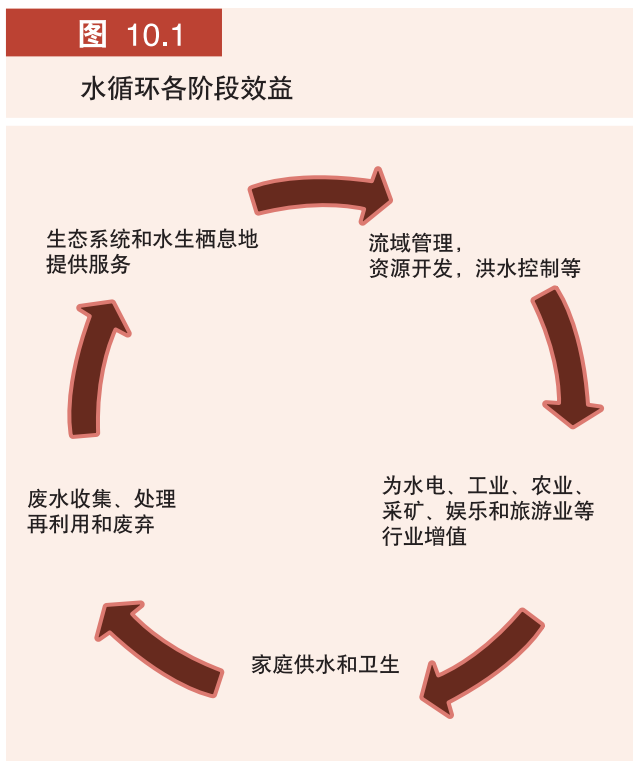 图 10.1
水循环各阶段效益
生态系统和水生栖息地
提供服务
流域管理，
资源开发，洪水控制等
为水电、工业、农业、
采矿、娱乐和旅游业等
行业增值
家庭供水和卫生
废水收集、处理
再利用和废弃